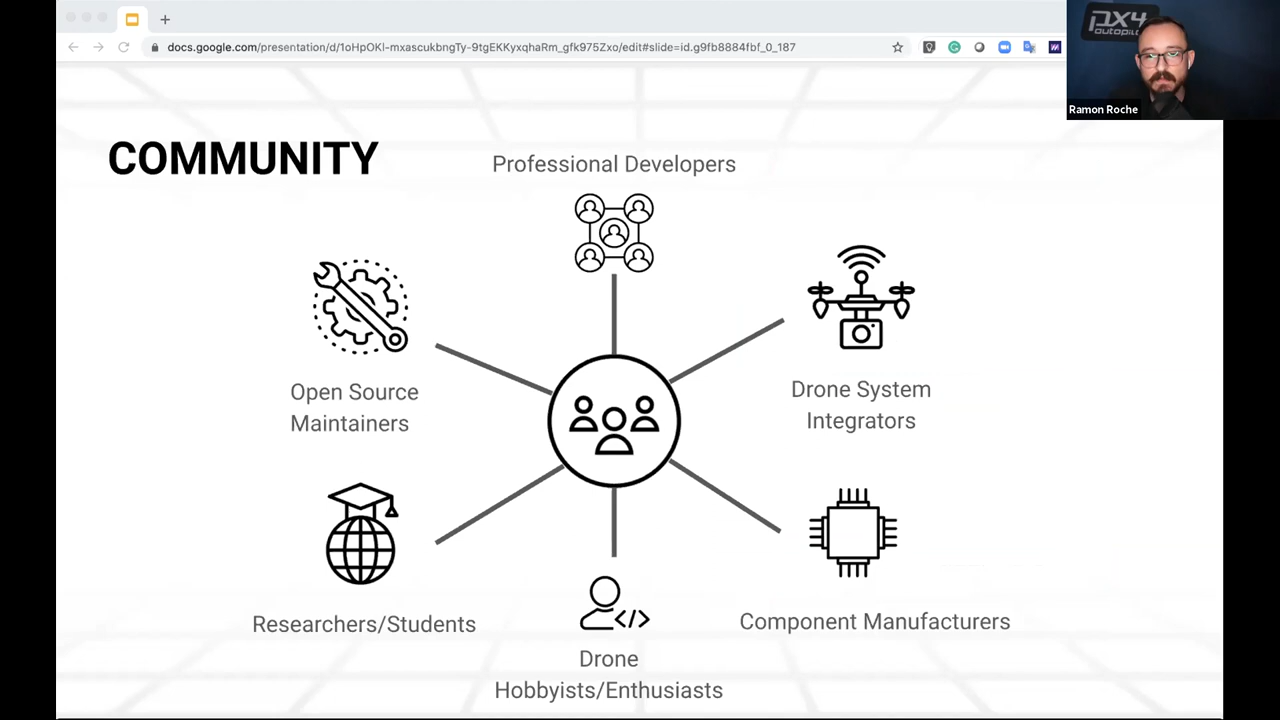 docs.google.com/presentation/d/1oHpOKl-mxascukbngTy-9tgEKKyxqhaRm_gfk975Zxo/edit#slide=id.g9fb8884fbf_0_187
px4
autopilo
Ramon Roche
COMMUNITY
Professional Developers
Open Source
Maintainers
Drone System
Integrators
Researchers/Students
</>
Component Manufacturers
Drone
Hobbyists/Enthusiasts